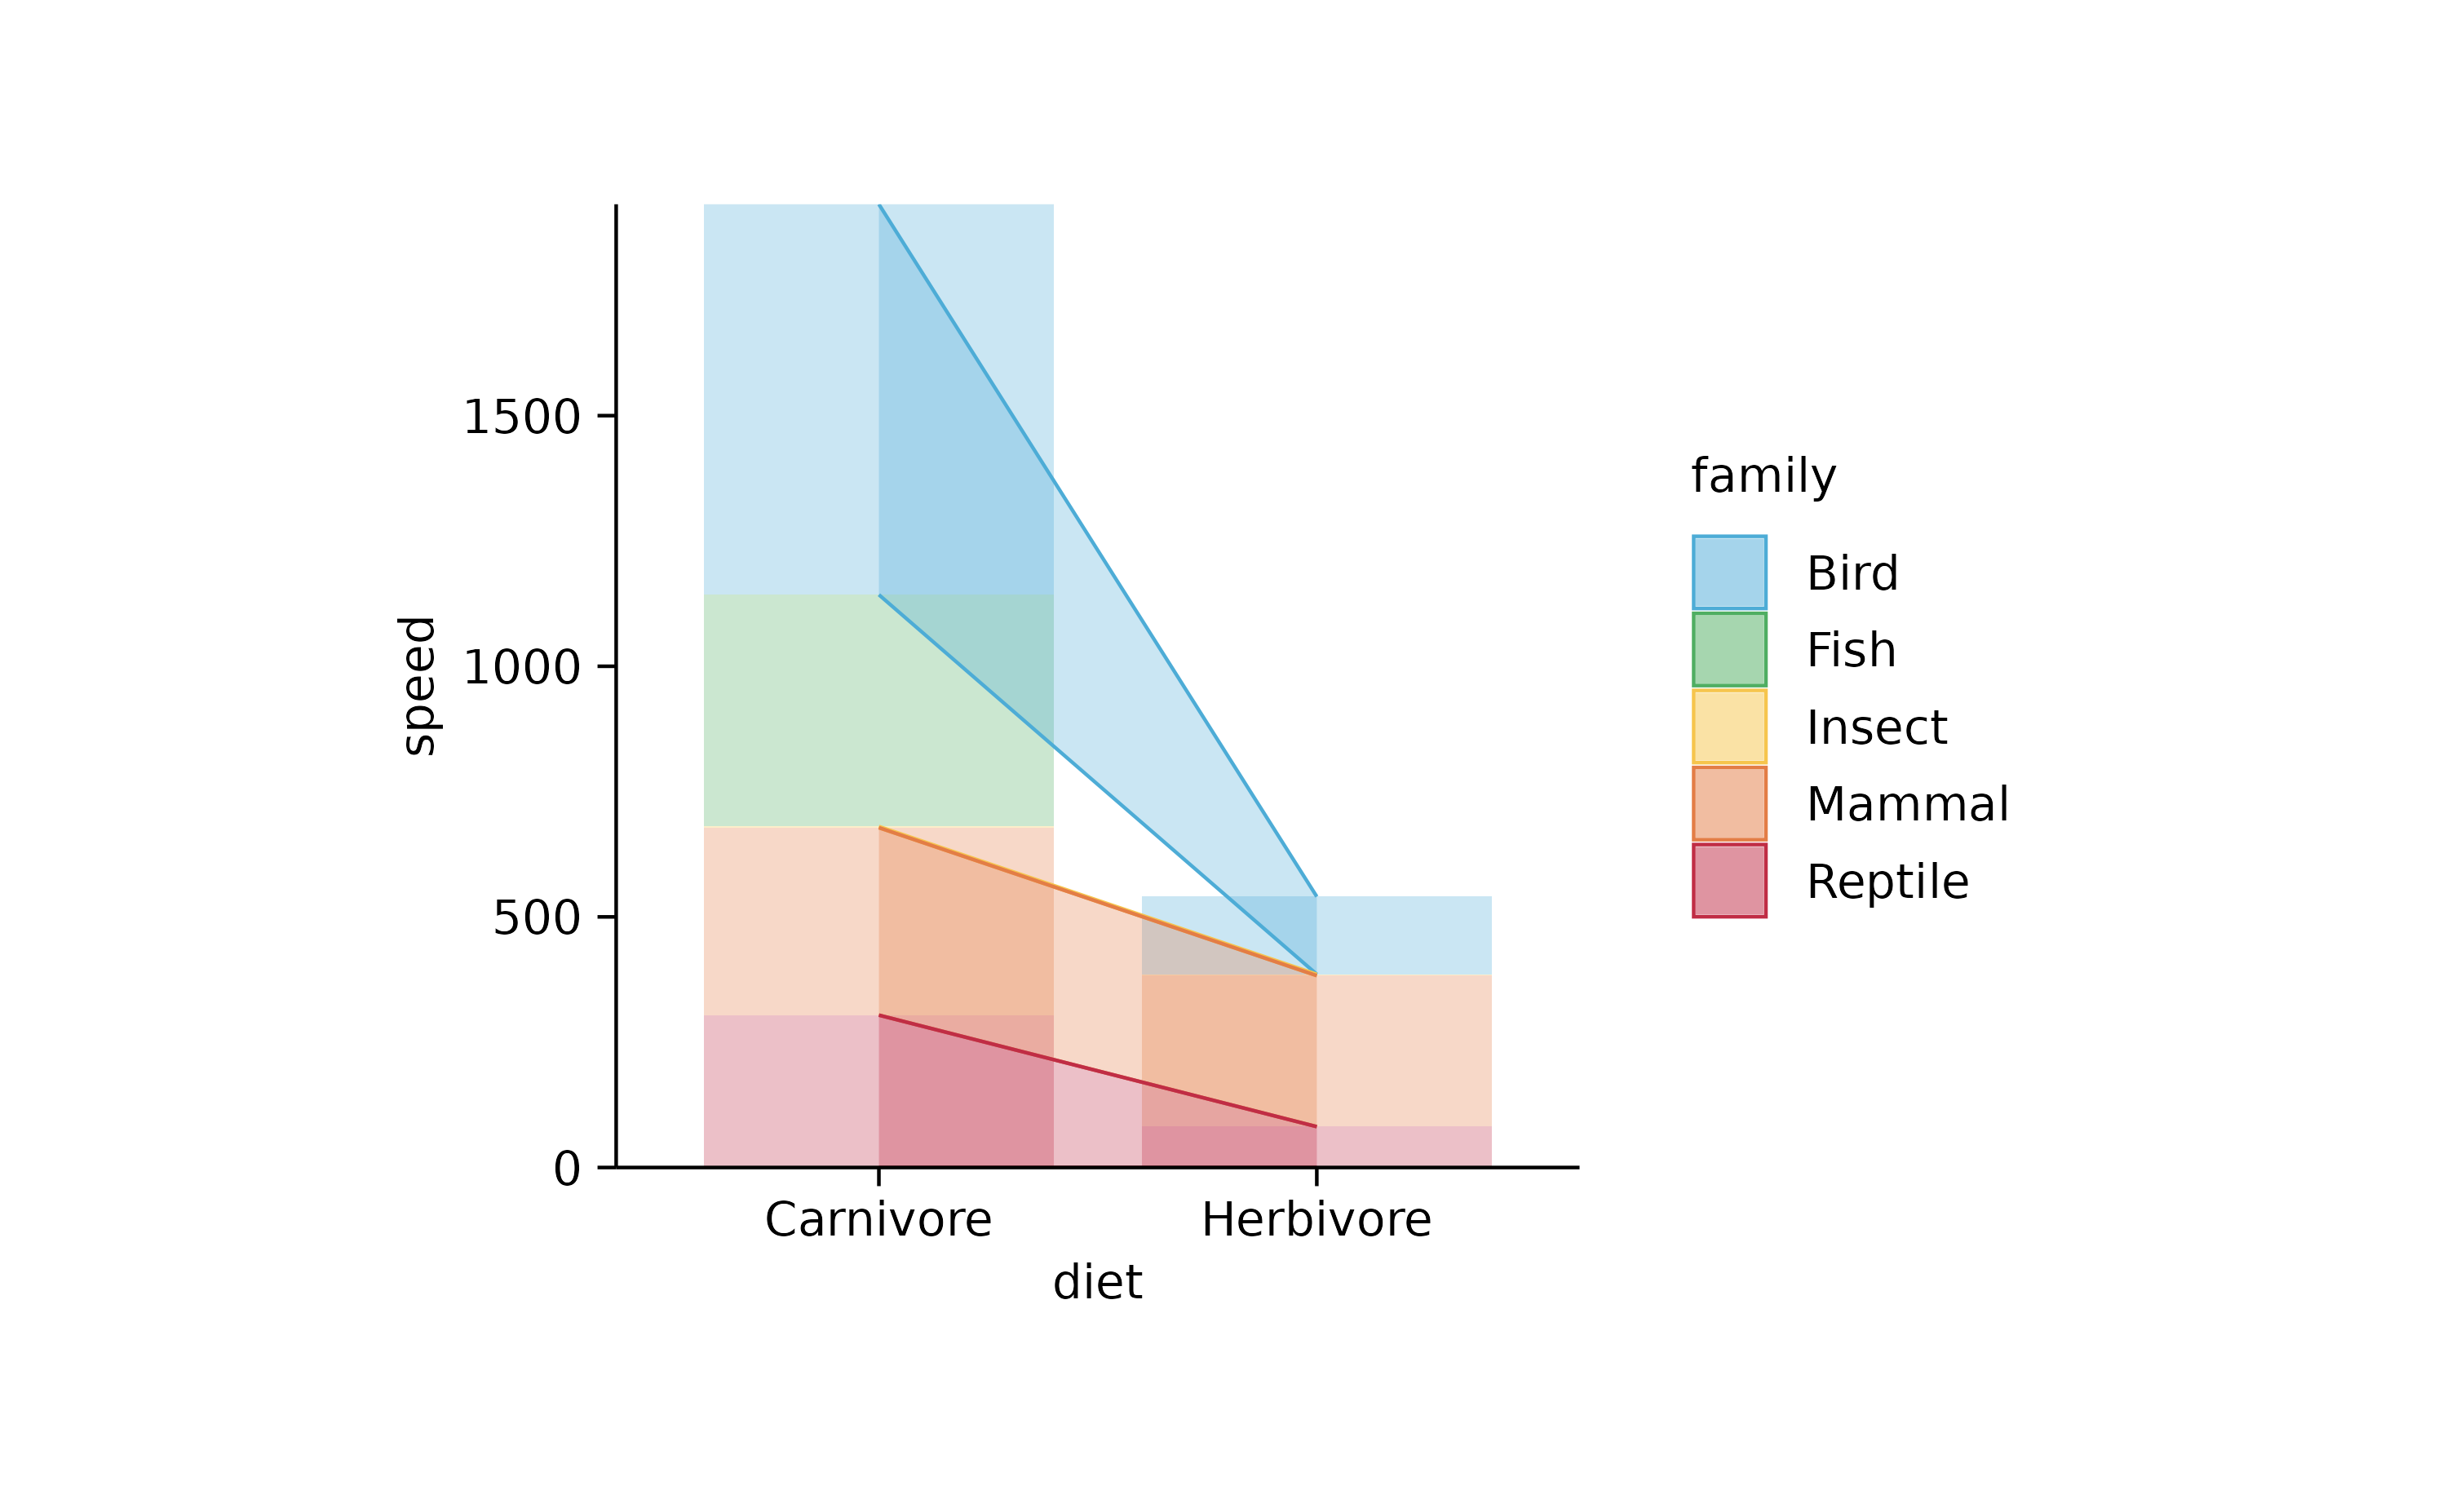 speed
1500
1000
500
0
Carnivore
Herbivore
diet
family
Bird
Fish
Insect
Mammal
Reptile